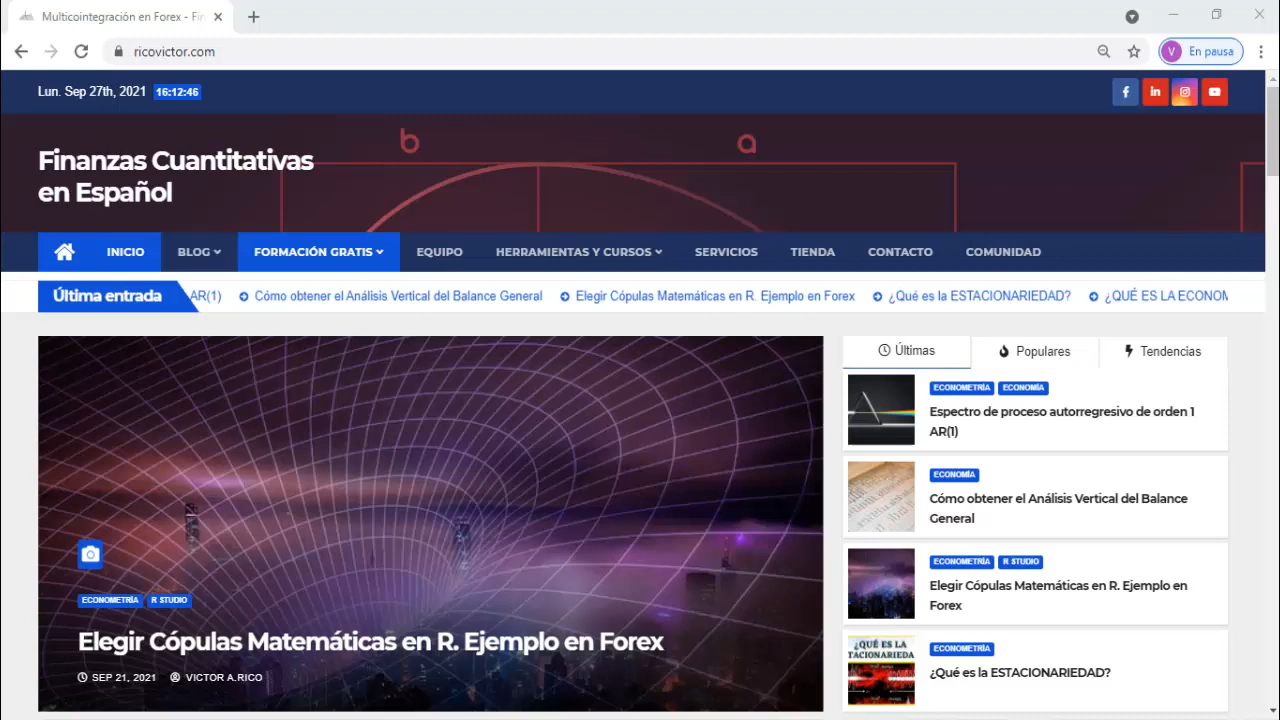 Multicointegración en Forex - Fin
ricovictor.com
V En pausa
Lun. Sep 27th, 2021 16:12:46
b a
Finanzas Cuantitativas
en Español
INICIO BLOG FORMACIÓN GRATIS EQUIPO HERRAMIENTAS Y CURSOS SERVICIOS TIENDA CONTACTO COMUNIDAD
Última entrada AR(1) Cómo obtener el Análisis Vertical del Balance General Elegir Cópulas Matemáticas en R. Ejemplo en Forex ¿Qué es la ESTACIONARIEDAD? ¿QUÉ ES LA ECONOM
ECONOMETRÍA R STUDIO
Elegir Cópulas Matemáticas en R. Ejemplo en Forex
SEP 21, 2021 VICTOR A.RICO
Últimas Populares Tendencias
ECONOMETRÍA ECONOMÍA
Espectro de proceso autorregresivo de orden 1
AR(1)
ECONOMÍA
Cómo obtener el Análisis Vertical del Balance
General
ECONOMETRÍA R STUDIO
Elegir Cópulas Matemáticas en R. Ejemplo en
Forex
¿QUÉ ES LA
TACIONARIEDA
ECONOMETRÍA
¿Qué es la ESTACIONARIEDAD?